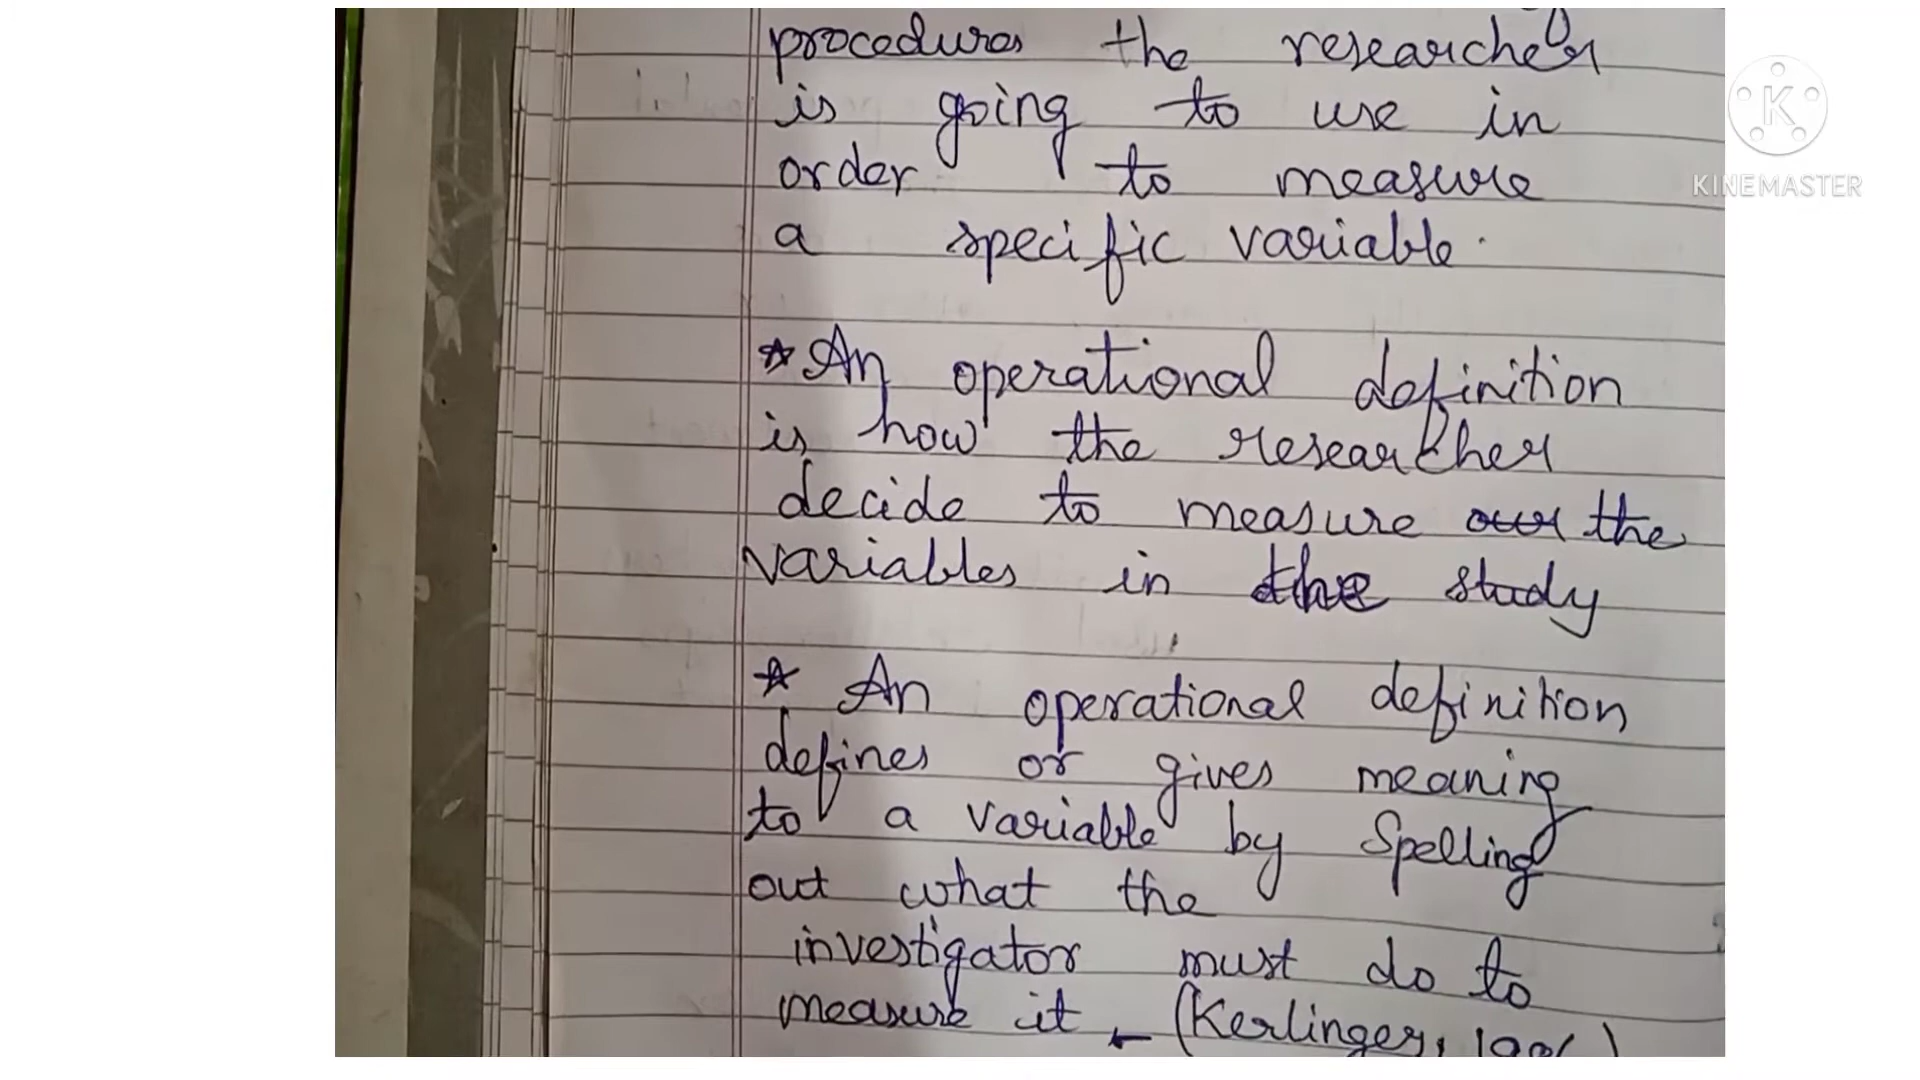 procedures the researcher
is going to use in
order to measure
a specific variable.
KINEMASTER
* An operational definition
is how the researcher
decide to measure our the
variables in the study
* An operational definition
defines or gives meaning
to a variable by Spelling
out what the
investigator must do to
measure it - (Kerlinger,